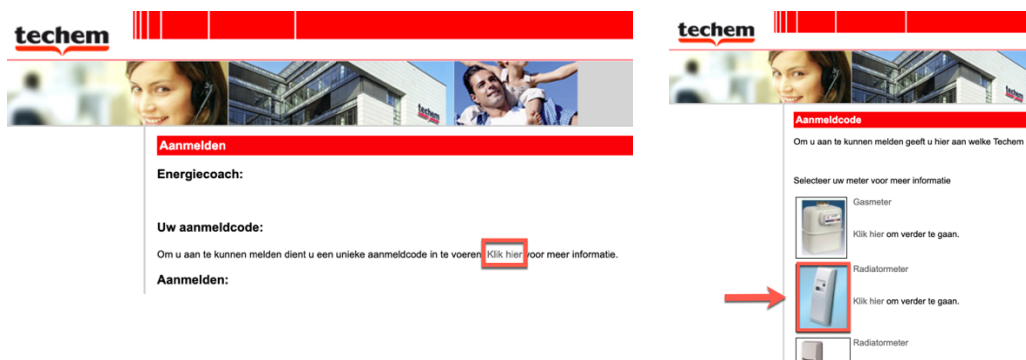 techem
Aanmelden
Energiecoach:
Uw aanmeldcode:
Om u aan te kunnen melden dient u een unieke aanmeldcode in te voeren Klik hier voor meer informatie.
Aanmelden:
techem
Aanmeldcode
Om u aan te kunnen melden geeft u hier aan welke Techem
Selecteer uw meter voor meer informatie
Gasmeter
Klik hier om verder te gaan.
Radiatormeter
Klik hier om verder te gaan.
Radiatormeter